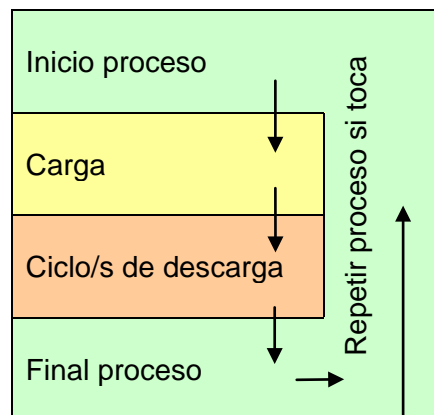 Inicio proceso
Carga
Ciclo/s de descarga
Final proceso
Repetir proceso si toca